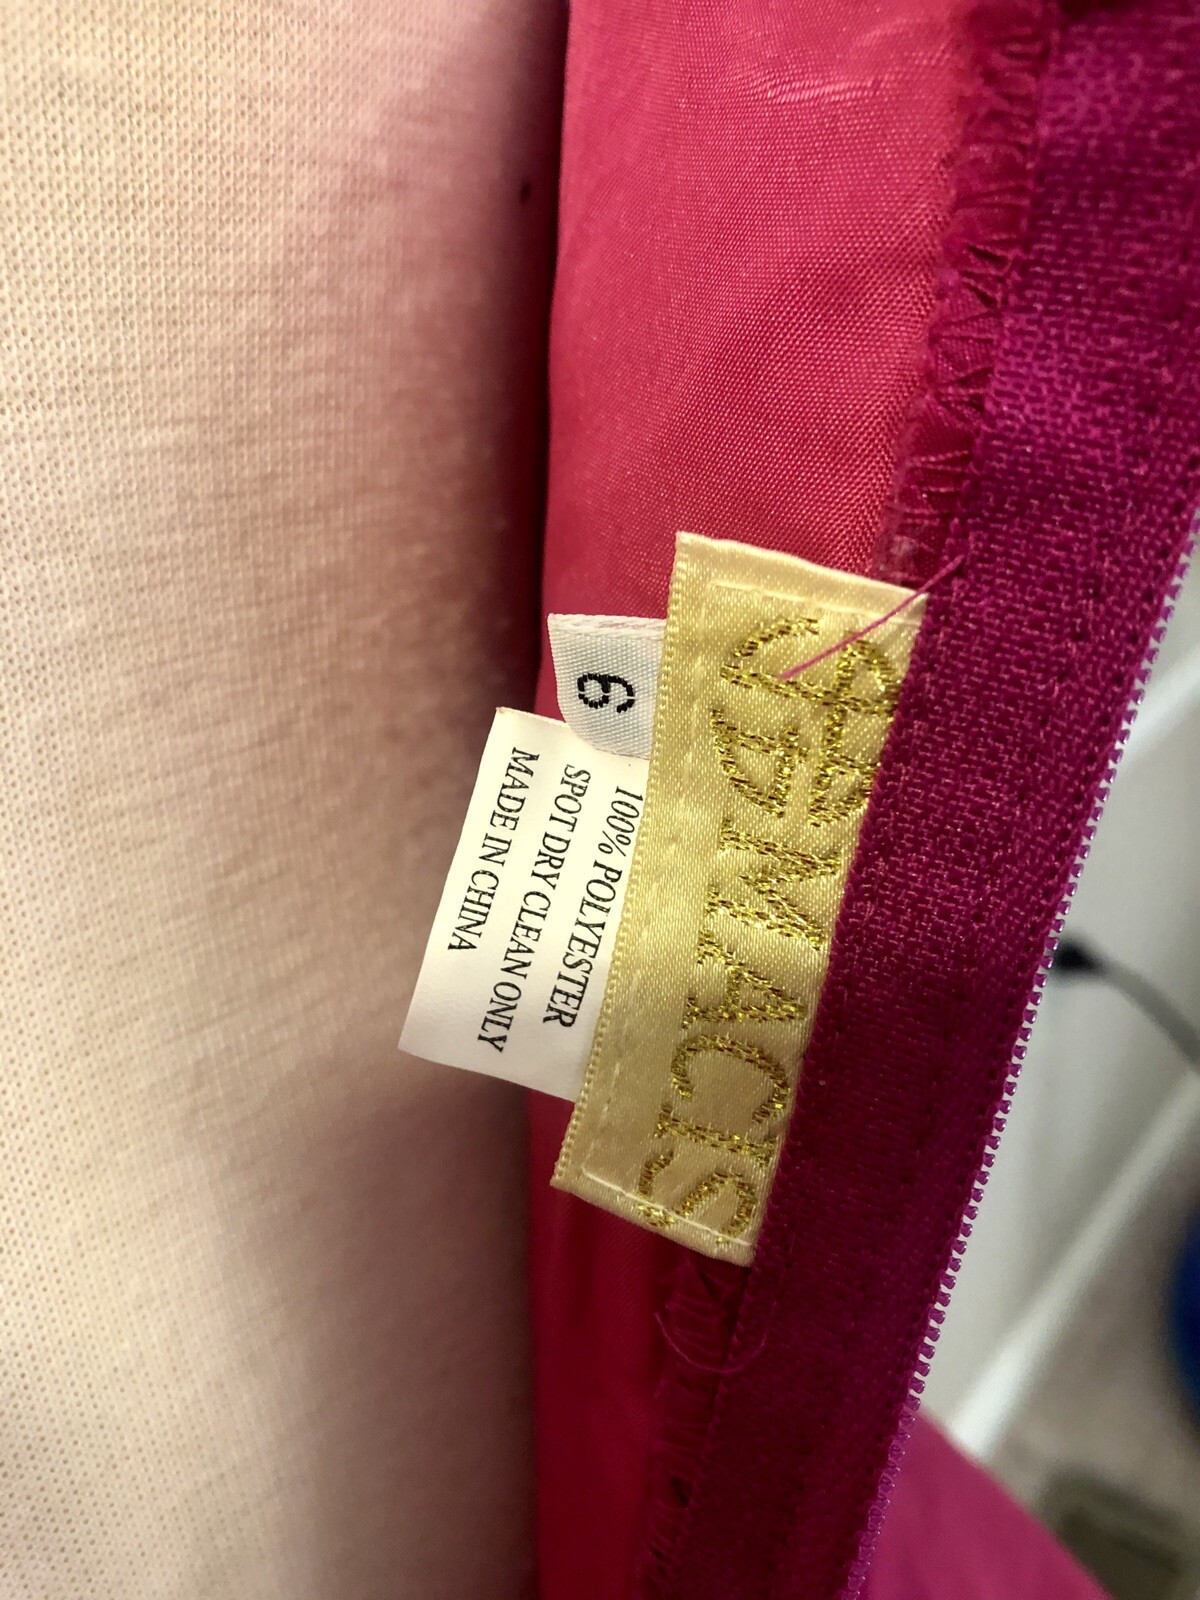 6
100% POLYESTER
SPOT DRY CLEAN ONLY
MADE IN CHINA